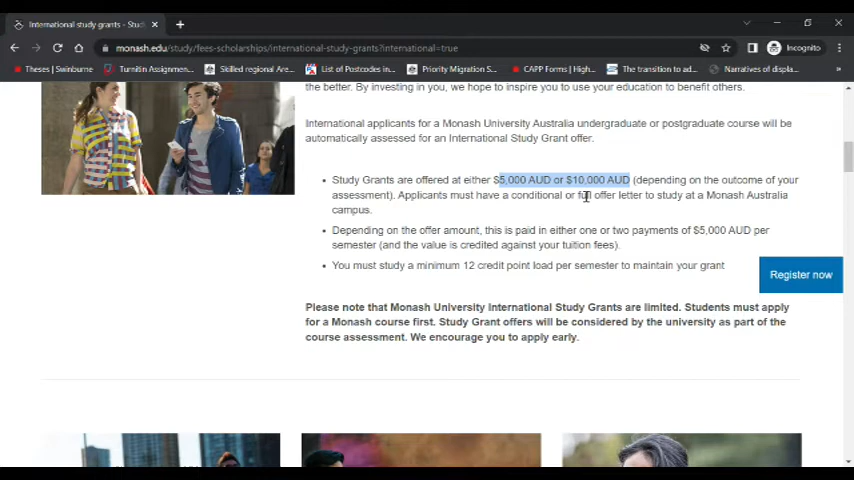 International study grants - Stud
monash.edu/study/fees-scholarships/international-study-grants?international=true
Incognito
Theses | Swinburne
Turnitin Assignmen...
Skilled regional Are...
List of Postcodes in...
Priority Migration S...
CAPP Forms | High...
The transition to ad...
Narratives of displa...
the better. By investing in you, we hope to inspire you to use your education to benefit others.
International applicants for a Monash University Australia undergraduate or postgraduate course will be
automatically assessed for an International Study Grant offer.
• Study Grants are offered at either $5,000 AUD or $10,000 AUD (depending on the outcome of your
assessment). Applicants must have a conditional or full offer letter to study at a Monash Australia
campus.
• Depending on the offer amount, this is paid in either one or two payments of $5,000 AUD per
semester (and the value is credited against your tuition fees).
• You must study a minimum 12 credit point load per semester to maintain your grant
Register now
Please note that Monash University International Study Grants are limited. Students must apply
for a Monash course first. Study Grant offers will be considered by the university as part of the
course assessment. We encourage you to apply early.